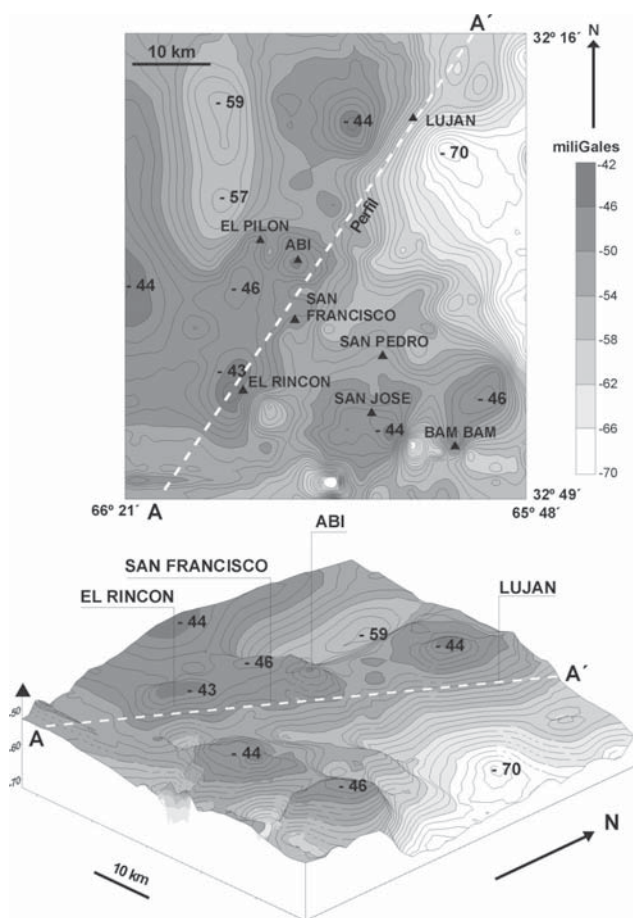 A´
10 km
32º 16´
N
- 59
- 44
LUJAN
- 70
miliGales
-42
-46
-50
-54
-58
-62
-66
-70
- 57
Perfil
EL PILON
ABI
- 44
- 46
SAN
FRANCISCO
SAN PEDRO
- 43
EL RINCON
SAN JOSE
- 46
- 44
BAM BAM
66º 21´
A
32º 49´
65º 48´
ABI
SAN FRANCISCO
EL RINCON
LUJAN
- 44
- 59
- 46
- 44
- 43
A´
A
-60
-70
- 44
- 46
- 70
10 km
N